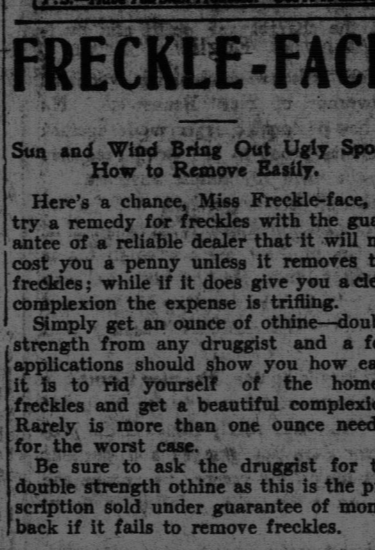 FRECKLE-FAC
Sun and Wind Bring Out Ugly Spo
How to Remove Easily.
Here's a chance, Miss Freckle-face,
try a remedy for freckles with the gua
antee of a reliable dealer that it will n
cost you a penny unless it removes t
freckles; while if it does give you a cle
complexion the expense is trifling.
Simply get an ounce of othine—doub
strength from any druggist and a fe
applications should show you how ea
it is to rid yourself of the home
freckles and get a beautiful complexi
Rarely is more than one ounce need
for the worst case.
Be sure to ask the druggist for t
double strength othine as this is the p
scription sold under guarantee of mon
back if it fails to remove freckles.